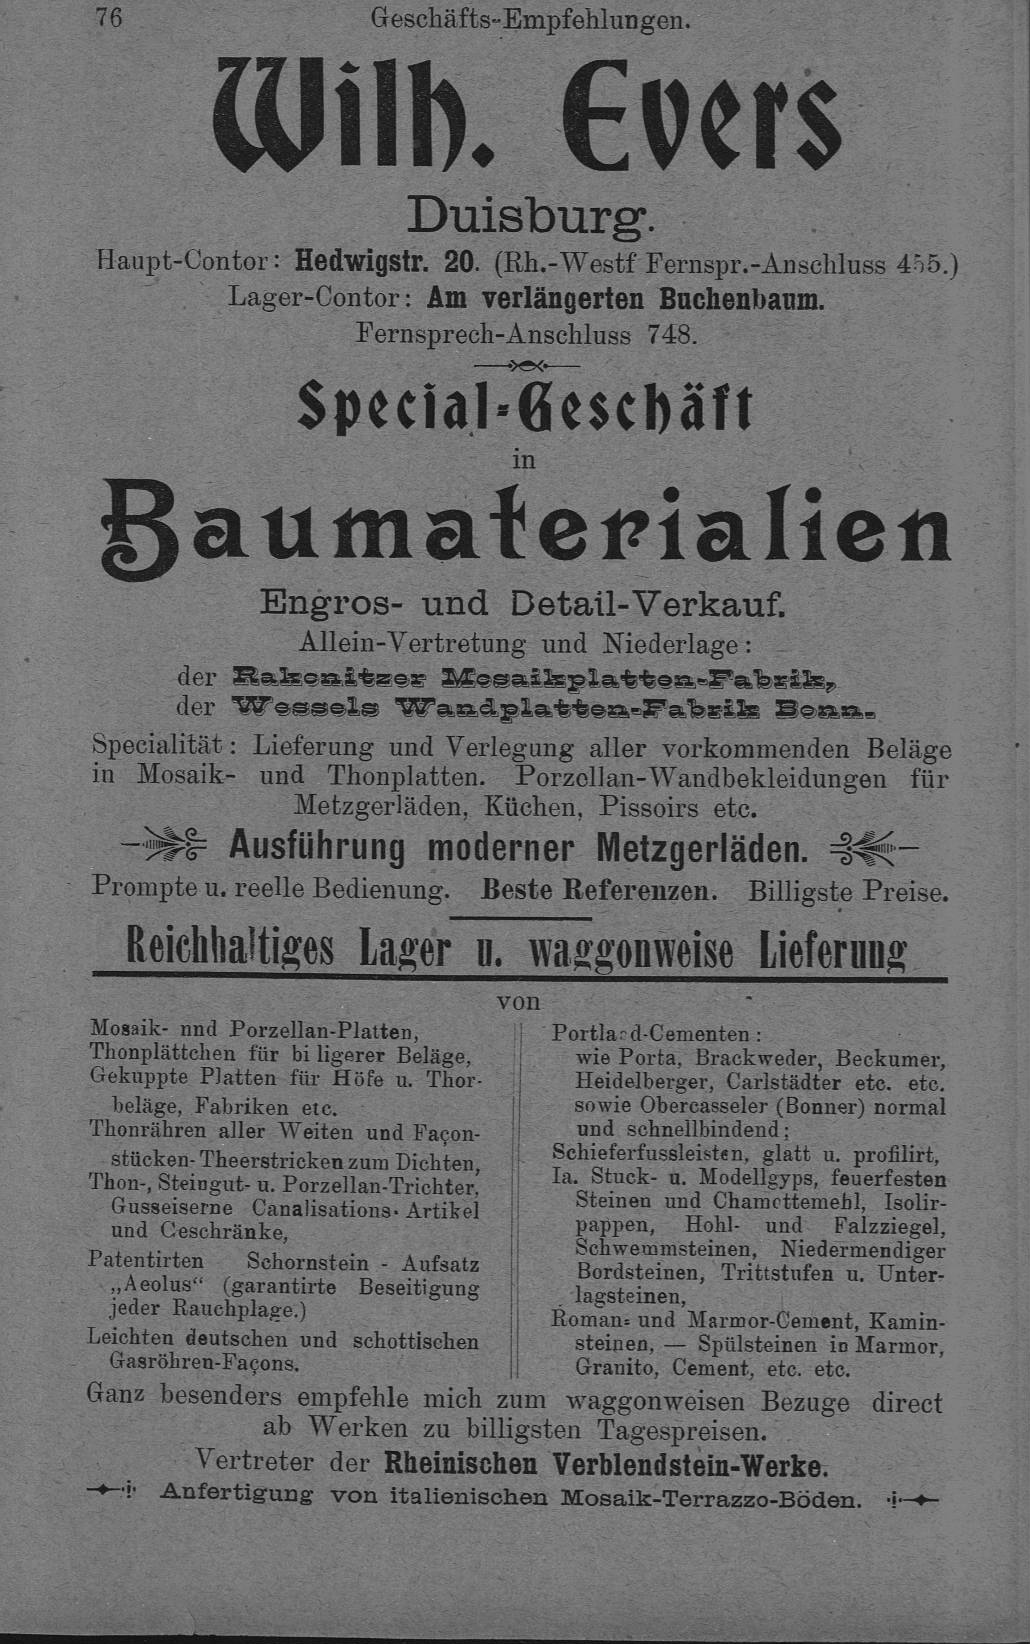 76
Geschäfts-Empfehlungen.
Wilh. Evers
Duisburg.
Haupt-Contor: Hedwigstr. 20. (Rh.-Westf Fernspr.-Anschluss 455.)
Lager-Contor: Am verlängerten Buchenbaum.
Fernsprech-Anschluss 748.
Special-Geschäft
in
Baumaterialien
Engros- und Detail-Verkauf.
Allein-Vertretung und Niederlage:
der Rakonitzer Mosaikplatten-Fabrik,
der Wessels Wandplatten-Fabrik Bonn.
Specialität: Lieferung und Verlegung aller vorkommenden Beläge
in Mosaik- und Thonplatten. Porzellan-Wandbekleidungen für
Metzgerläden, Küchen, Pissoirs etc.
Ausführung moderner Metzgerläden.
Prompte u. reelle Bedienung. Beste Referenzen. Billigste Preise.
Reichhaltiges Lager u. waggonweise Lieferung
von
Mosaik- nnd Porzellan-Platten,
Thonplättchen für bi ligerer Beläge,
Gekuppte Platten für Höfe u. Thor-
beläge, Fabriken etc.
Thonrähren aller Weiten und Façon-
stücken-Theerstricken zum Dichten,
Thon-, Steingut- u. Porzellan-Trichter,
Gusseiserne Canalisations-Artikel
und Geschränke,
Patentirten Schornstein - Aufsatz
„Aeolus“ (garantirte Beseitigung
jeder Rauchplage.)
Leichten deutschen und schottischen
Gasröhren-Façons.
Portland-Cementen:
wie Porta, Brackweder, Beckumer,
Heidelberger, Carlstädter etc. etc.
sowie Obercasseler (Bonner) normal
und schnellbindend;
Schieferfussleisten, glatt u. profilirt,
Ia. Stuck- u. Modellgyps, feuerfesten
Steinen und Chamottemehl, Isolir-
pappen, Hohl- und Falzziegel,
Schwemmsteinen, Niedermendiger
Bordsteinen, Trittstufen u. Unter-
lagsteinen,
Roman- und Marmor-Cement, Kamin-
steinen, — Spülsteinen in Marmor,
Granito, Cement, etc. etc.
Ganz besenders empfehle mich zum waggonweisen Bezuge direct
ab Werken zu billigsten Tagespreisen.
Vertreter der Rheinischen Verblendstein-Werke.
Anfertigung von italienischen Mosaik-Terrazzo-Böden.